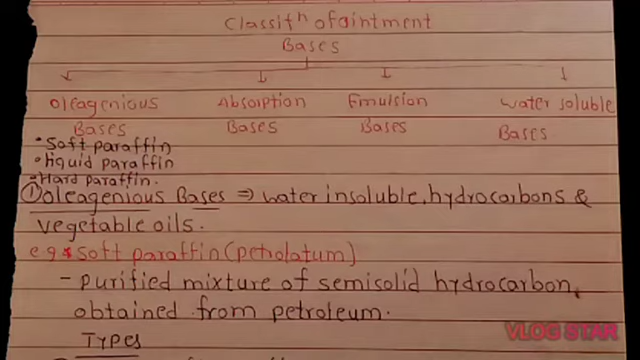 Classifⁿ of ointment
Bases
Oleagenious Bases
Absorption Bases
Emulsion Bases
water soluble Bases
• Soft paraffin
• liquid paraffin
• Hard paraffin.
① oleagenious Bases ⇒ water insoluble, hydrocarbons &
vegetable oils.
e.g * soft paraffin (petrolatum)
- purified mixture of semisolid hydrocarbon,
obtained from petroleum.
Types
VLOG STAR